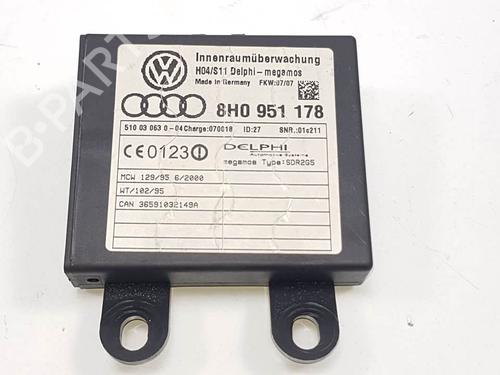 Innenraumüberwachung
H04/S11 Delphi-megamos
Made in Germany FKW:07/07
8H0 951 178
510 03 063 0-04 Charge:070018 ID:27 SNR.:01e211
CE0123
DELPHI
Automotive Systems
megamos Type:SDR2G5
MCW 129/95 6/2000
WT/102/95
CAN 36591032149A